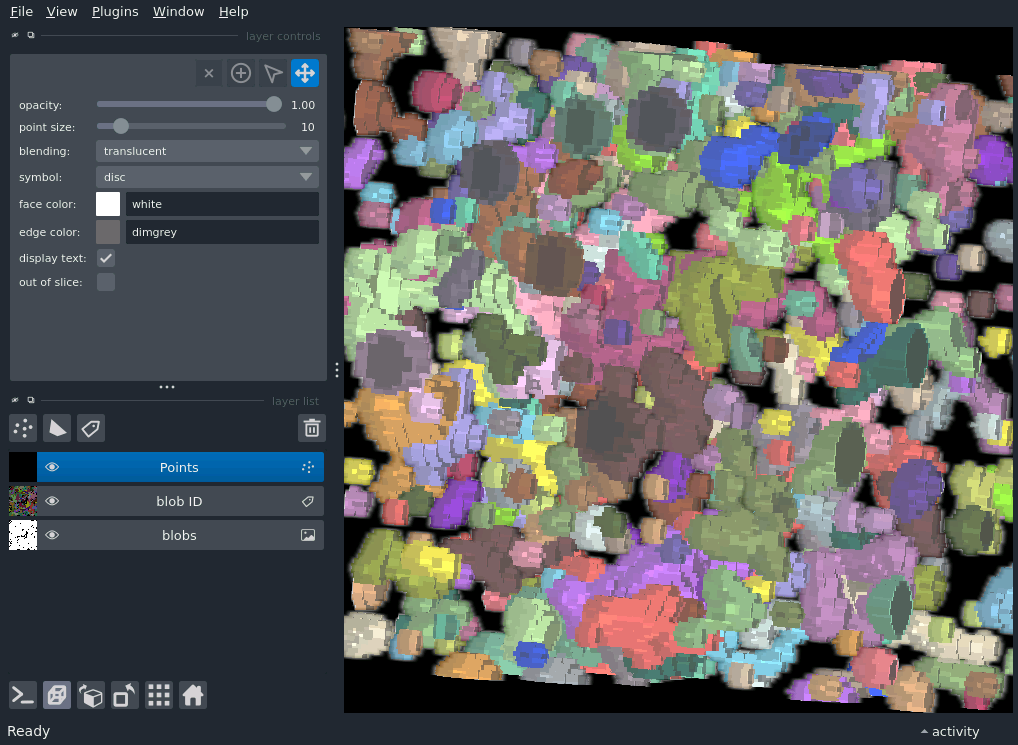 File View Plugins Window Help
layer controls
opacity: 1.00
point size: 10
blending: translucent
symbol: disc
face color: white
edge color: dimgrey
display text:
out of slice:
layer list
Points
blob ID
blobs
Ready
activity